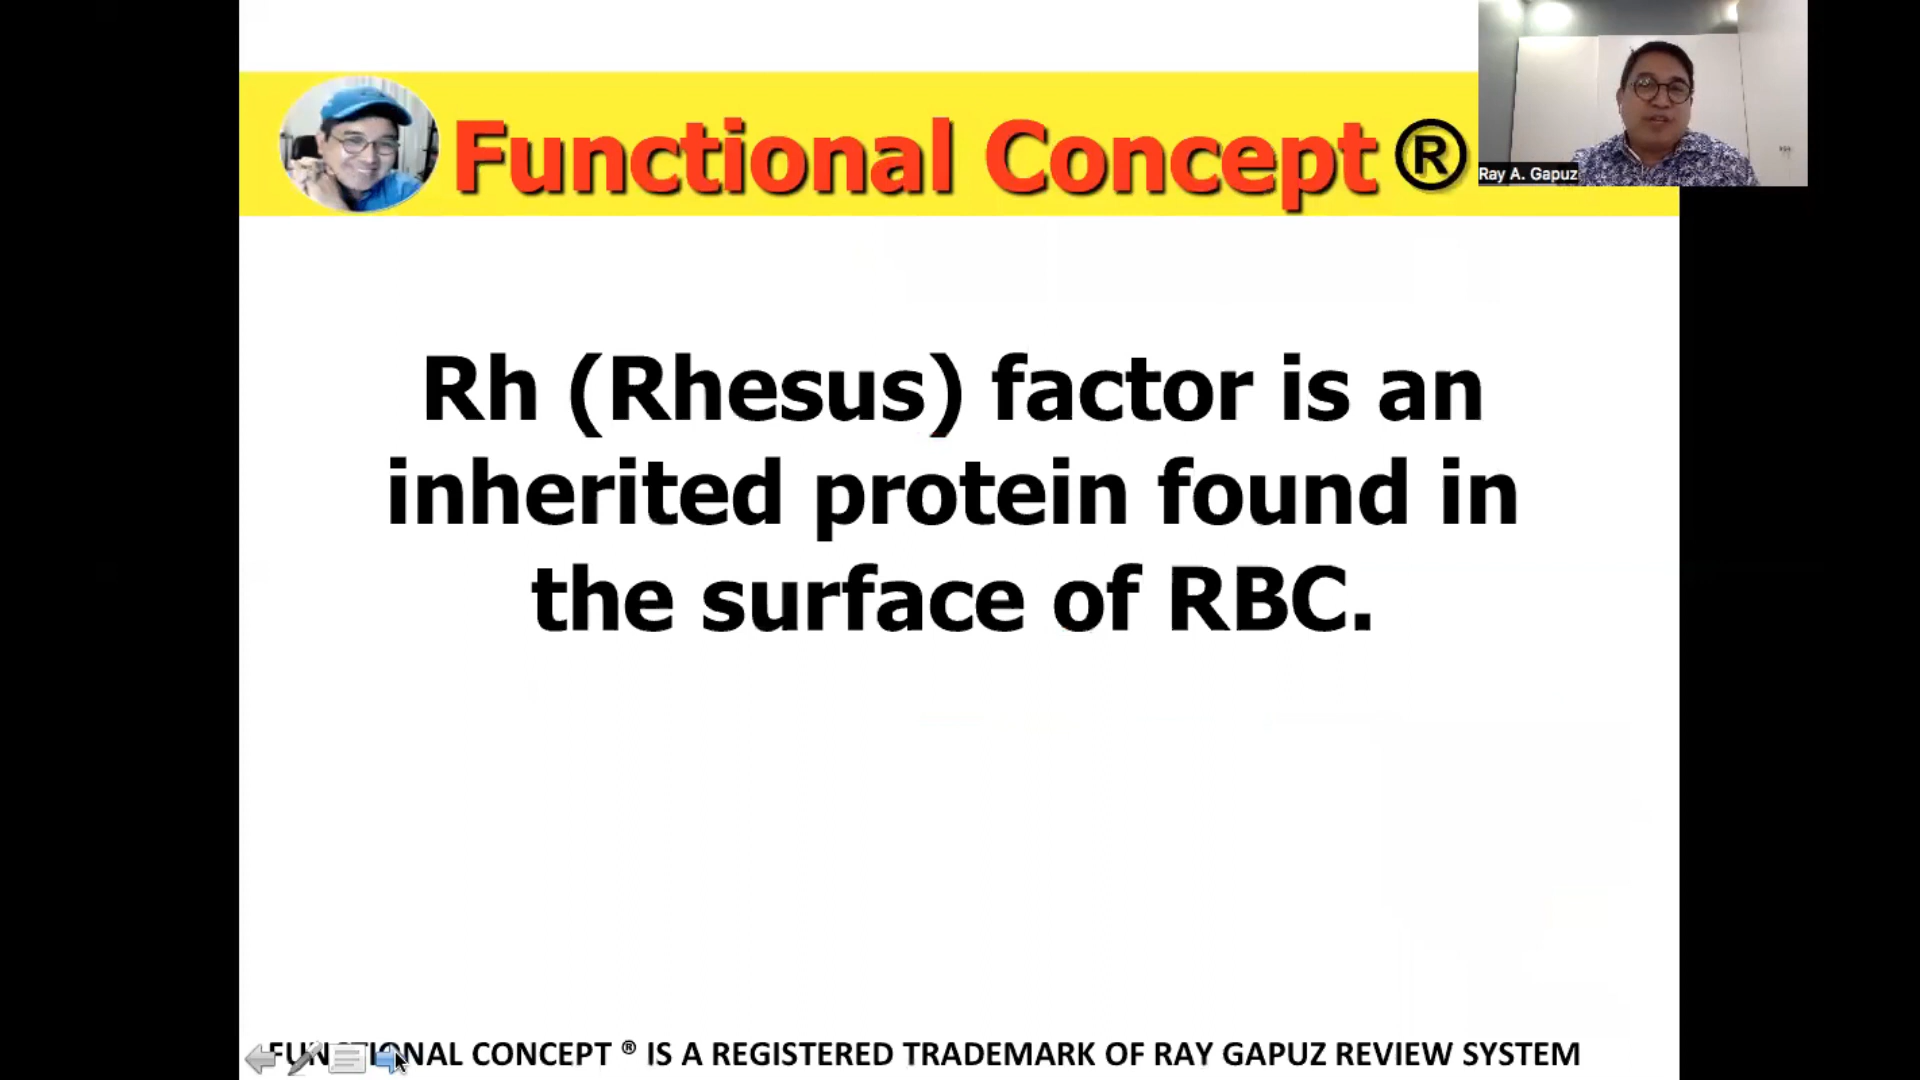 Functional Concept ®
Ray A. Gapuz
Rh (Rhesus) factor is an
inherited protein found in
the surface of RBC.
FUNCTIONAL CONCEPT ® IS A REGISTERED TRADEMARK OF RAY GAPUZ REVIEW SYSTEM